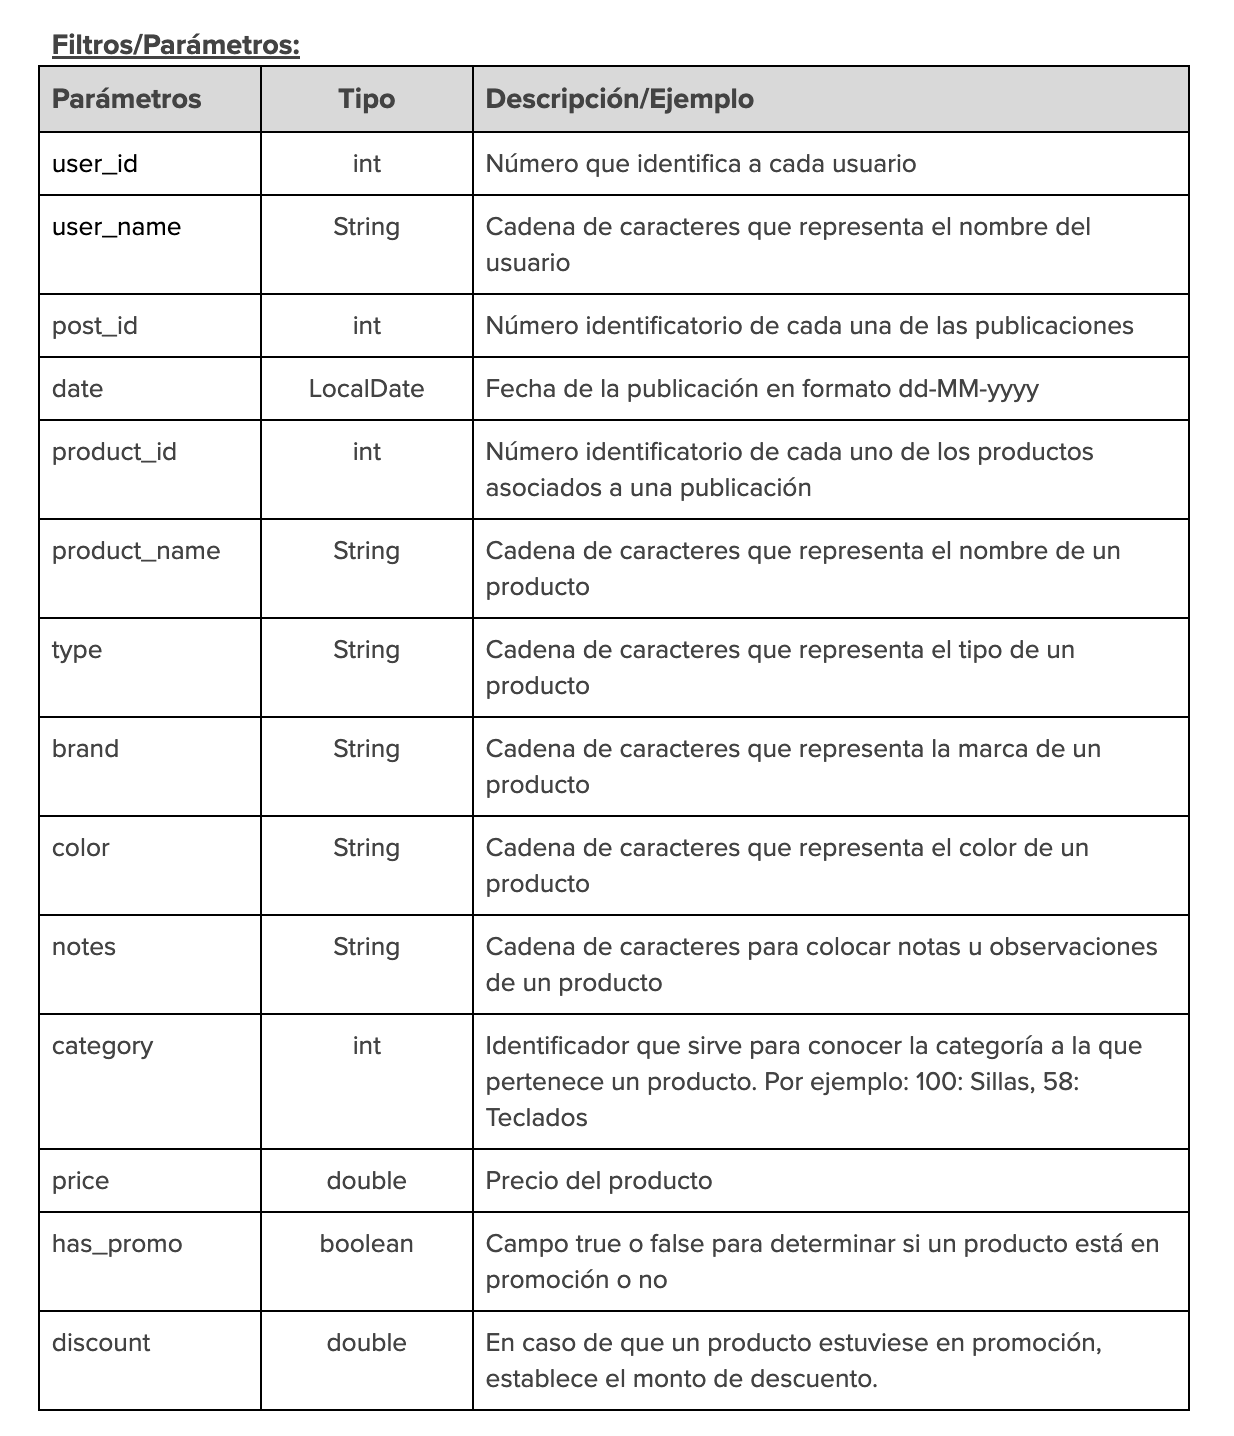 Filtros/Parámetros:
Parámetros Tipo Descripción/Ejemplo
user_id int Número que identifica a cada usuario
user_name String Cadena de caracteres que representa el nombre del
usuario
post_id int Número identificatorio de cada una de las publicaciones
date LocalDate Fecha de la publicación en formato dd-MM-yyyy
product_id int Número identificatorio de cada uno de los productos
asociados a una publicación
product_name String Cadena de caracteres que representa el nombre de un
producto
type String Cadena de caracteres que representa el tipo de un
producto
brand String Cadena de caracteres que representa la marca de un
producto
color String Cadena de caracteres que representa el color de un
producto
notes String Cadena de caracteres para colocar notas u observaciones
de un producto
category int Identificador que sirve para conocer la categoría a la que
pertenece un producto. Por ejemplo: 100: Sillas, 58:
Teclados
price double Precio del producto
has_promo boolean Campo true o false para determinar si un producto está en
promoción o no
discount double En caso de que un producto estuviese en promoción,
establece el monto de descuento.